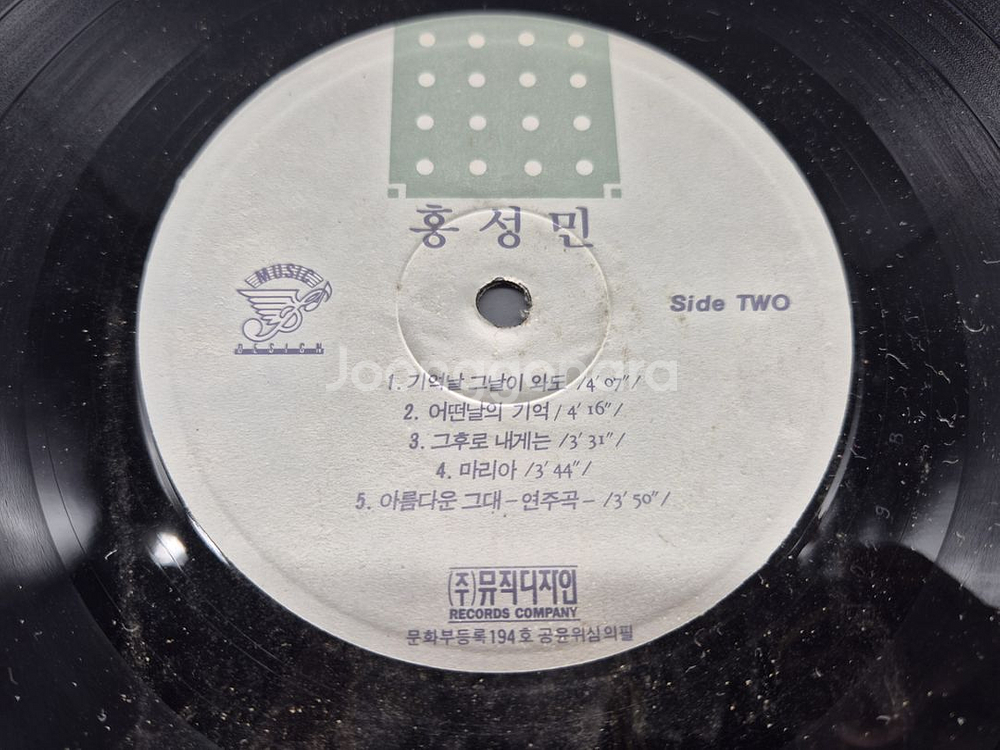 홍성민
MUSIC
DESIGN
Side TWO
Joonggonara
1. 기억날 그날이 와도 /4' 07"/
2. 어떤날의 기억 /4' 16"/
3. 그후로 내게는 /3' 31"/
4. 마리아 /3' 44"/
5. 아름다운 그대 - 연주곡 - /3' 50"/
(주)뮤직디자인
RECORDS COMPANY
문화부등록194호 공윤위심의필